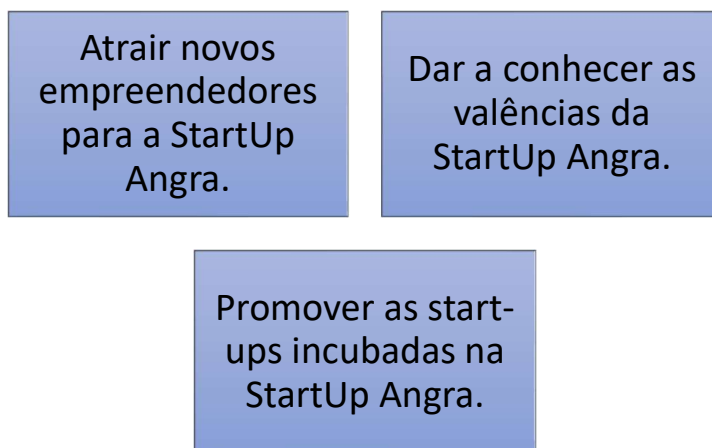 Atrair novos
empreendedores
para a StartUp
Angra.
Dar a conhecer as
valências da
StartUp Angra.
Promover as start-
ups incubadas na
StartUp Angra.